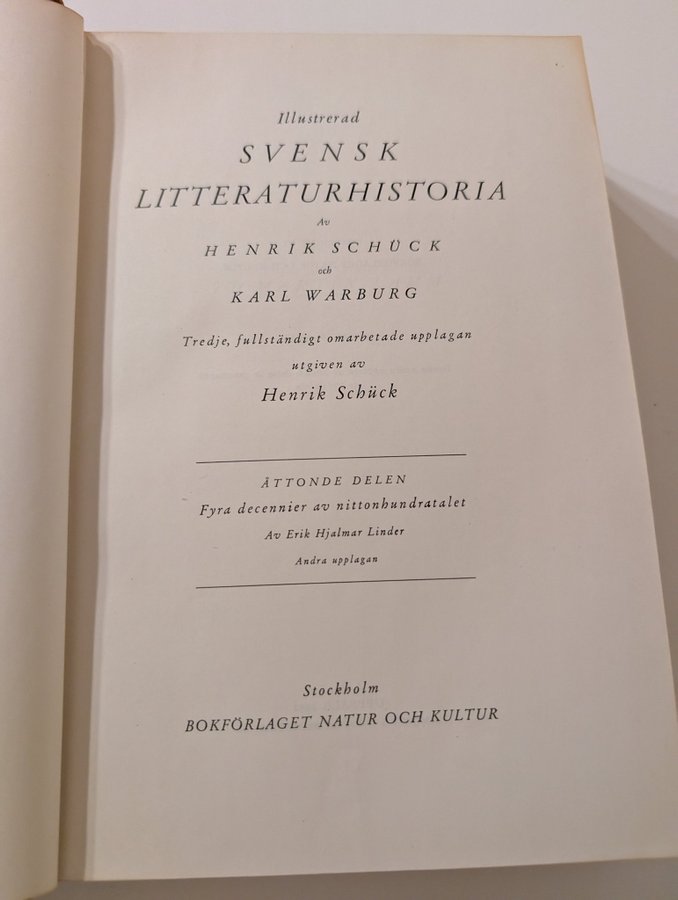 Illustrerad
SVENSK
LITTERATURHISTORIA
Av
HENRIK SCHÜCK
och
KARL WARBURG
Tredje, fullständigt omarbetade upplagan
utgiven av
Henrik Schück
ÅTTONDE DELEN
Fyra decennier av nittonhundratalet
Av Erik Hjalmar Linder
Andra upplagan
Stockholm
BOKFÖRLAGET NATUR OCH KULTUR